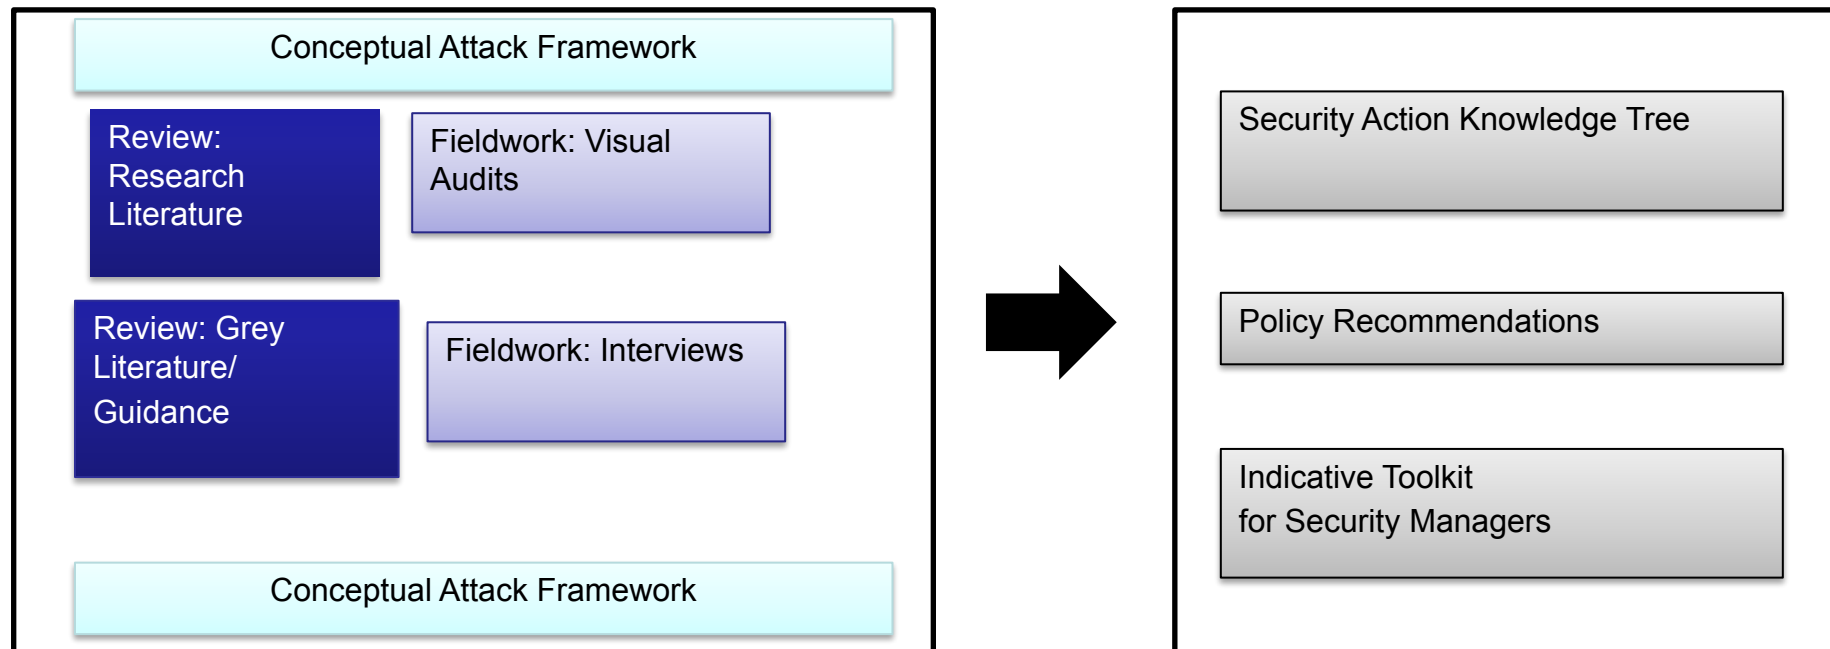 Conceptual Attack Framework
Review:
Research
Literature
Fieldwork: Visual
Audits
Review: Grey
Literature/
Guidance
Fieldwork: Interviews
Conceptual Attack Framework
Security Action Knowledge Tree
Policy Recommendations
Indicative Toolkit
for Security Managers